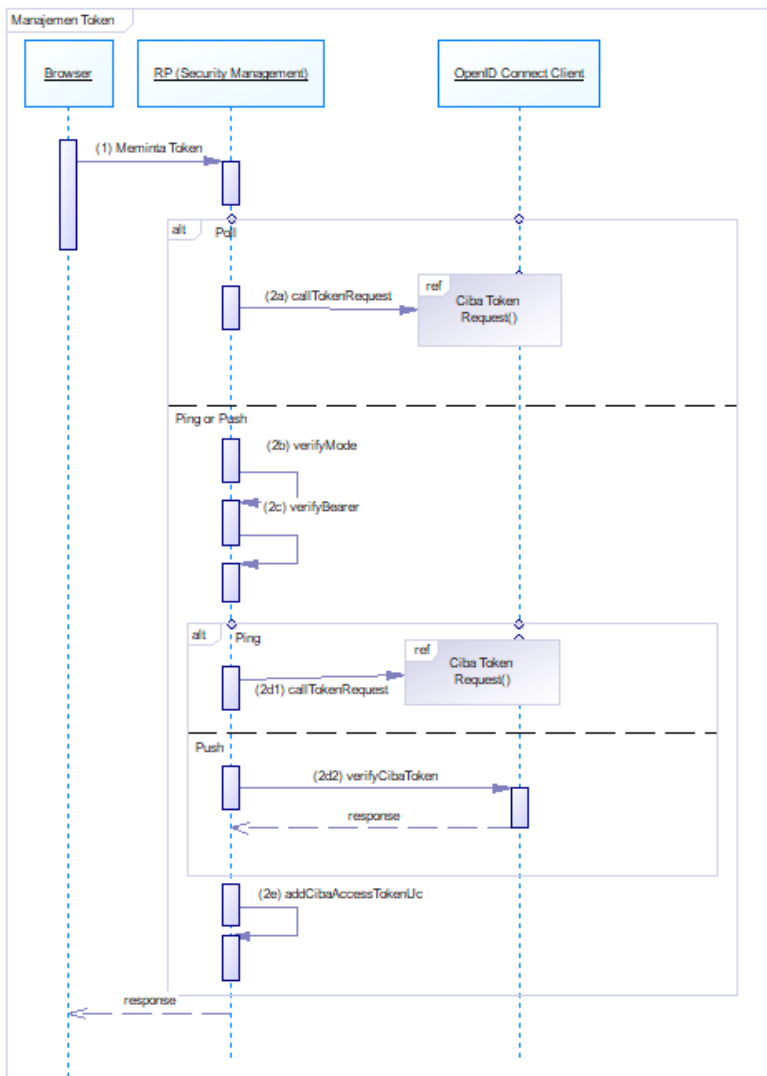 Manajemen Token
Browser
RP (Security Management)
OpenID Connect Client
(1) Meminta Token
alt
Poll
(2a) callTokenRequest
ref
Ciba Token
Request()
Ping or Push
(2b) verifyMode
(2c) verifyBearer
alt
Ping
ref
Ciba Token
Request()
(2d1) callTokenRequest
Push
(2d2) verifyCibaToken
response
(2e) addCibaAccessTokenUc
response